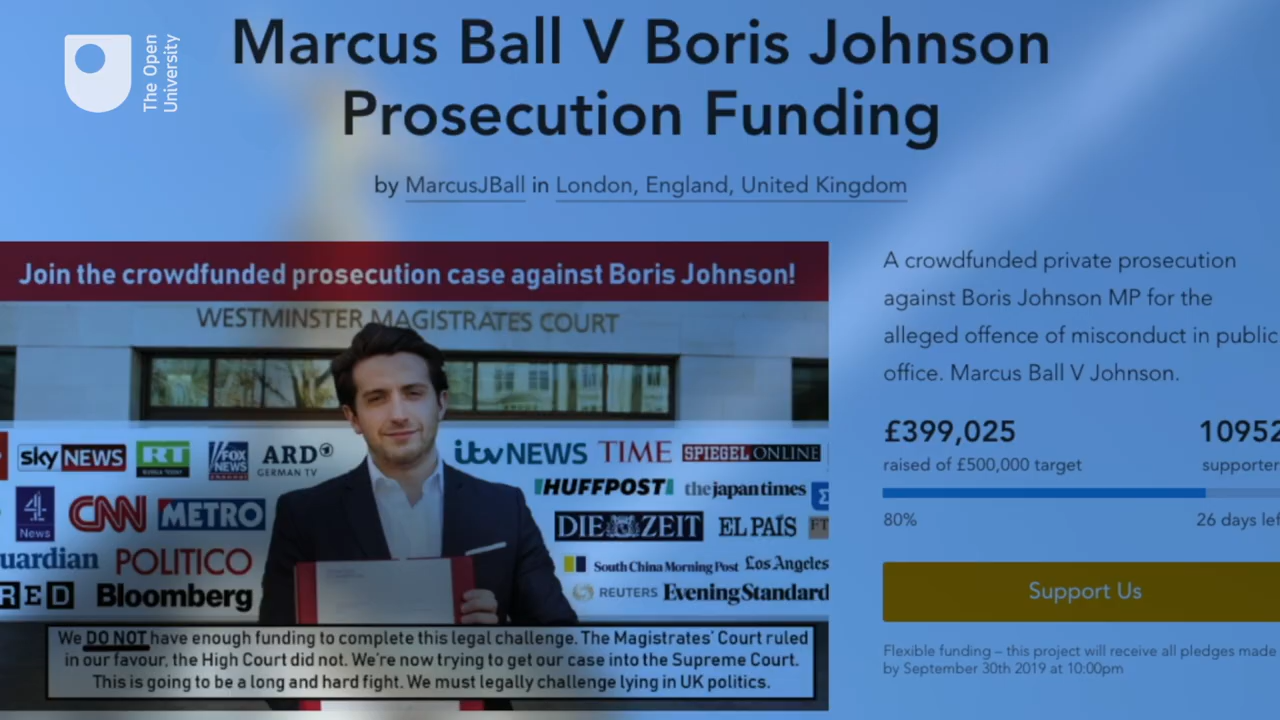 The Open
University
Marcus Ball V Boris Johnson
Prosecution Funding
by MarcusJBall in London, England, United Kingdom
Join the crowdfunded prosecution case against Boris Johnson!
WESTMINSTER MAGISTRATES COURT
sky NEWS
RT
RUSSIA TODAY
FOX
NEWS
channel
ARD
GERMAN TV
itv NEWS
TIME
SPIEGEL ONLINE
4
News
CNN
METRO
HUFFPOST
the japan times
DIE ZEIT
EL PAÍS
FT
uardian
POLITICO
South China Morning Post
Los Angeles
RED
Bloomberg
REUTERS
Evening Standard
We DO NOT have enough funding to complete this legal challenge. The Magistrates' Court ruled
in our favour, the High Court did not. We're now trying to get our case into the Supreme Court.
This is going to be a long and hard fight. We must legally challenge lying in UK politics.
A crowdfunded private prosecution
against Boris Johnson MP for the
alleged offence of misconduct in public
office. Marcus Ball V Johnson.
£399,025
raised of £500,000 target
10952
supporter
80%
26 days lef
Support Us
Flexible funding – this project will receive all pledges made
by September 30th 2019 at 10:00pm